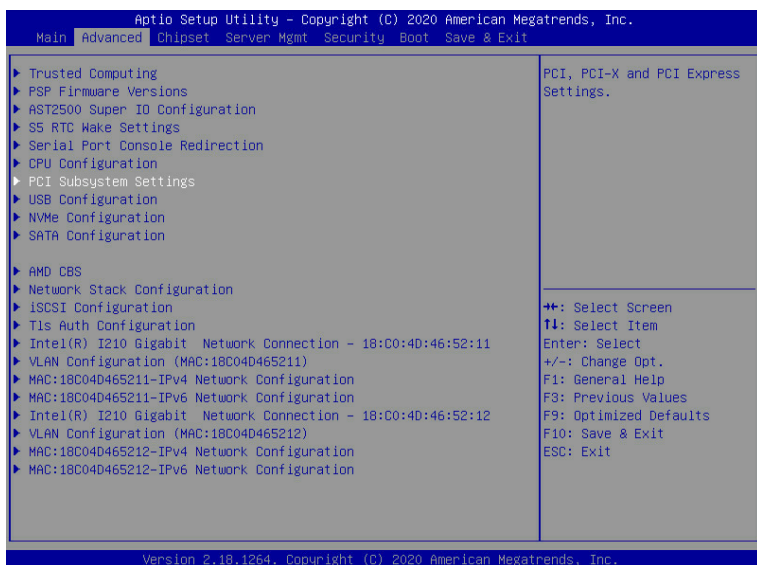 Aptio Setup Utility – Copyright (C) 2020 American Megatrends, Inc.
Main Advanced Chipset Server Mgmt Security Boot Save & Exit
Trusted Computing
PSP Firmware Versions
AST2500 Super IO Configuration
S5 RTC Wake Settings
Serial Port Console Redirection
CPU Configuration
PCI Subsystem Settings
USB Configuration
NVMe Configuration
SATA Configuration
AMD CBS
Network Stack Configuration
iSCSI Configuration
Tls Auth Configuration
Intel(R) I210 Gigabit  Network Connection – 18:C0:4D:46:52:11
VLAN Configuration (MAC:18C04D465211)
MAC:18C04D465211-IPv4 Network Configuration
MAC:18C04D465211-IPv6 Network Configuration
Intel(R) I210 Gigabit  Network Connection – 18:C0:4D:46:52:12
VLAN Configuration (MAC:18C04D465212)
MAC:18C04D465212-IPv4 Network Configuration
MAC:18C04D465212-IPv6 Network Configuration
PCI, PCI-X and PCI Express
Settings.
→←: Select Screen
↑↓: Select Item
Enter: Select
+/-: Change Opt.
F1: General Help
F3: Previous Values
F9: Optimized Defaults
F10: Save & Exit
ESC: Exit
Version 2.18.1264. Copyright (C) 2020 American Megatrends, Inc.